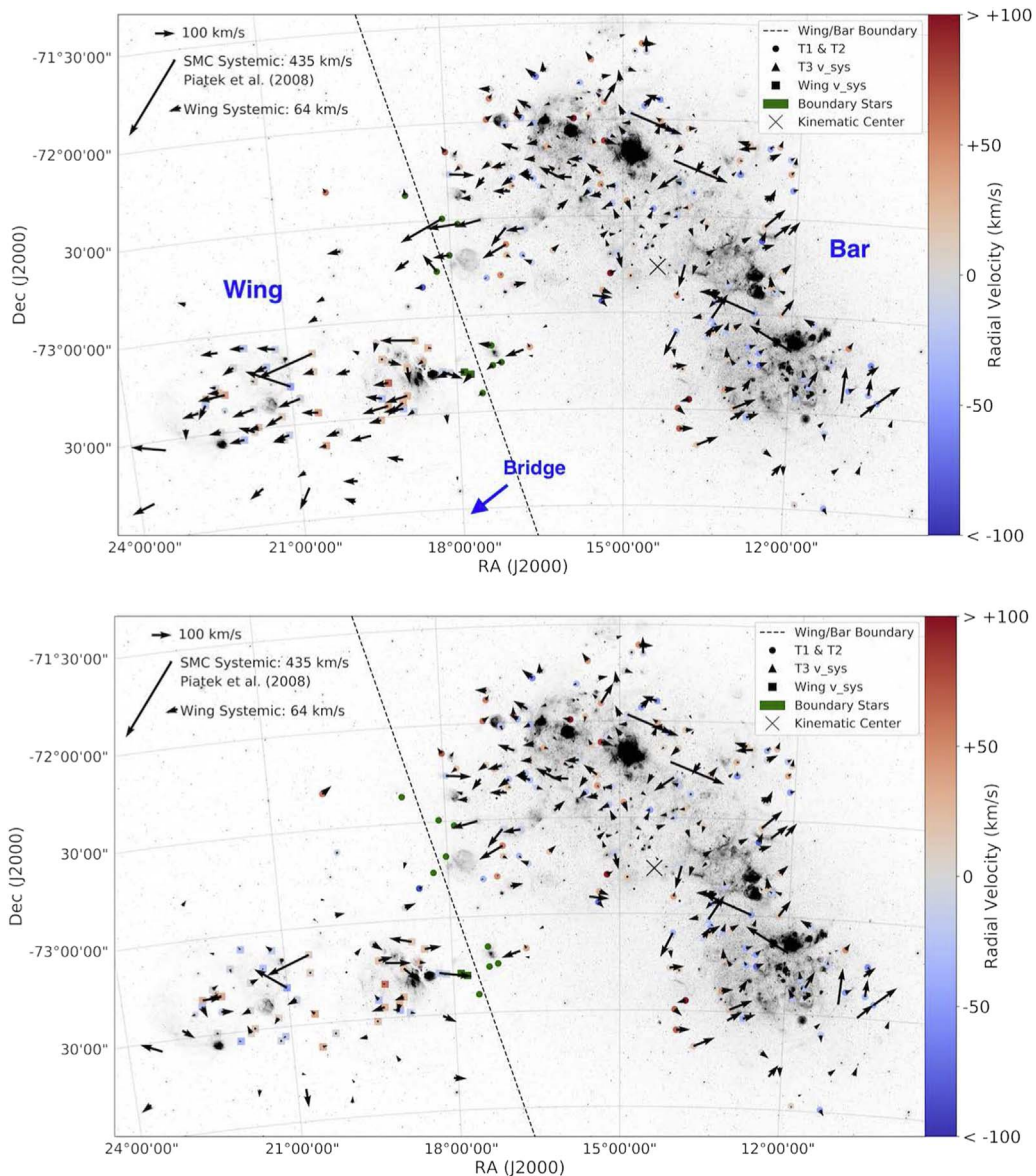 100 km/s
SMC Systemic: 435 km/s
Piatek et al. (2008)
Wing Systemic: 64 km/s
Wing/Bar Boundary
T1 & T2
T3 v_sys
Wing v_sys
Boundary Stars
Kinematic Center
> +100
+50
0
-50
< -100
Radial Velocity (km/s)
-71°30'00"
-72°00'00"
30'00"
-73°00'00"
30'00"
Dec (J2000)
Wing
Bar
Bridge
24°00'00"
21°00'00"
18°00'00"
15°00'00"
12°00'00"
RA (J2000)
100 km/s
SMC Systemic: 435 km/s
Piatek et al. (2008)
Wing Systemic: 64 km/s
Wing/Bar Boundary
T1 & T2
T3 v_sys
Wing v_sys
Boundary Stars
Kinematic Center
> +100
+50
0
-50
< -100
Radial Velocity (km/s)
-71°30'00"
-72°00'00"
30'00"
-73°00'00"
30'00"
Dec (J2000)
24°00'00"
21°00'00"
18°00'00"
15°00'00"
12°00'00"
RA (J2000)